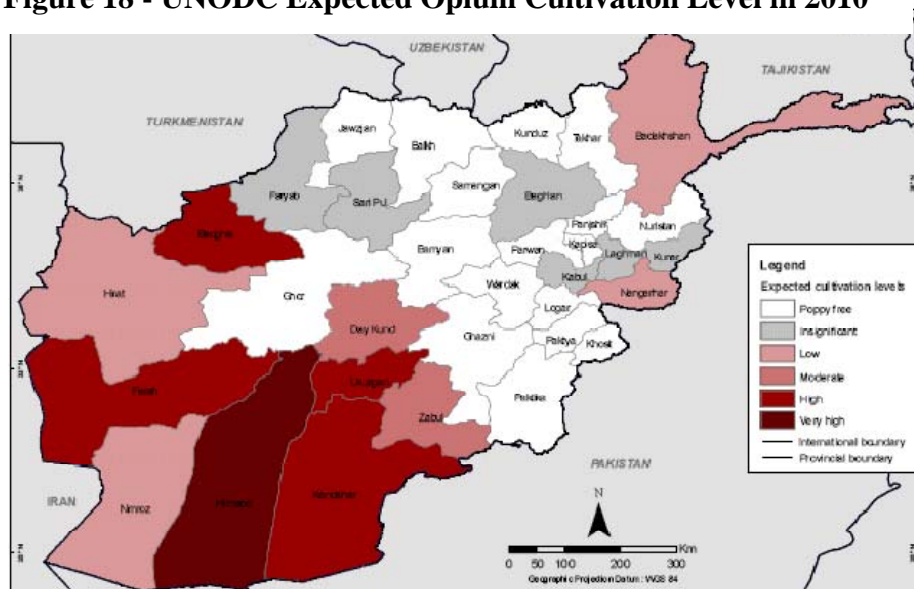 Figure 18 - UNODC Expected Opium Cultivation Level in 2010
UZBEKISTAN
TAJIKISTAN
TURKMENISTAN
Jawzjan
Balkh
Kunduz
Takhar
Badakhshan
Faryab
Sari Pul
Samangan
Baghlan
Panjshir
Nuristan
Badghis
Bamyan
Parwan
Kapisa
Laghman
Kunar
Kabul
Hirat
Ghor
Wardak
Nangarhar
Logar
Day Kund
Ghazni
Paktya
Khost
Farah
Uruzgan
Zabul
Paktika
Nimroz
Hilmand
Kandahar
IRAN
PAKISTAN
Legend
Expected cultivation levels
Poppy free
Insignificant
Low
Moderate
High
Very high
International boundary
Provincial boundary
N
Km
0 50 100 200 300
Geographic Projection Datum: WGS 84